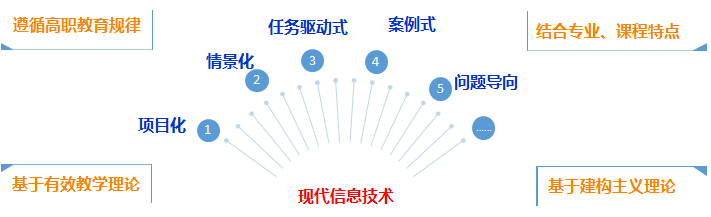 遵循高职教育规律
任务驱动式
案例式
结合专业、课程特点
情景化
3
4
2
5
问题导向
项目化
1
......
基于有效教学理论
现代信息技术
基于建构主义理论